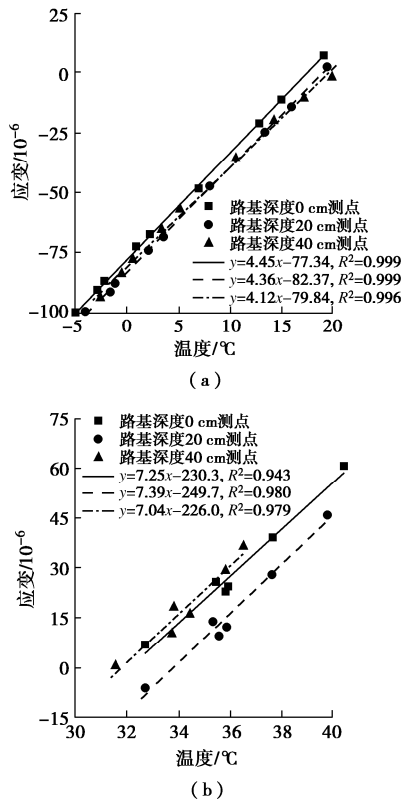 25
0
-25
-50
-75
-100
应变/10⁻⁶
■ 路基深度0 cm测点
● 路基深度20 cm测点
▲ 路基深度40 cm测点
y=4.45x-77.34, R²=0.999
y=4.36x-82.37, R²=0.999
y=4.12x-79.84, R²=0.996
-5 0 5 10 15 20
温度/℃
(a)
75
60
45
30
15
0
-15
应变/10⁻⁶
■ 路基深度0 cm测点
● 路基深度20 cm测点
▲ 路基深度40 cm测点
y=7.25x-230.3, R²=0.943
y=7.39x-249.7, R²=0.980
y=7.04x-226.0, R²=0.979
30 32 34 36 38 40 42
温度/℃
(b)